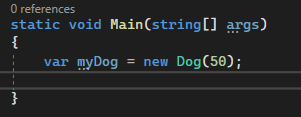 0 references
static void Main(string[] args)
{
    var myDog = new Dog(50);
}